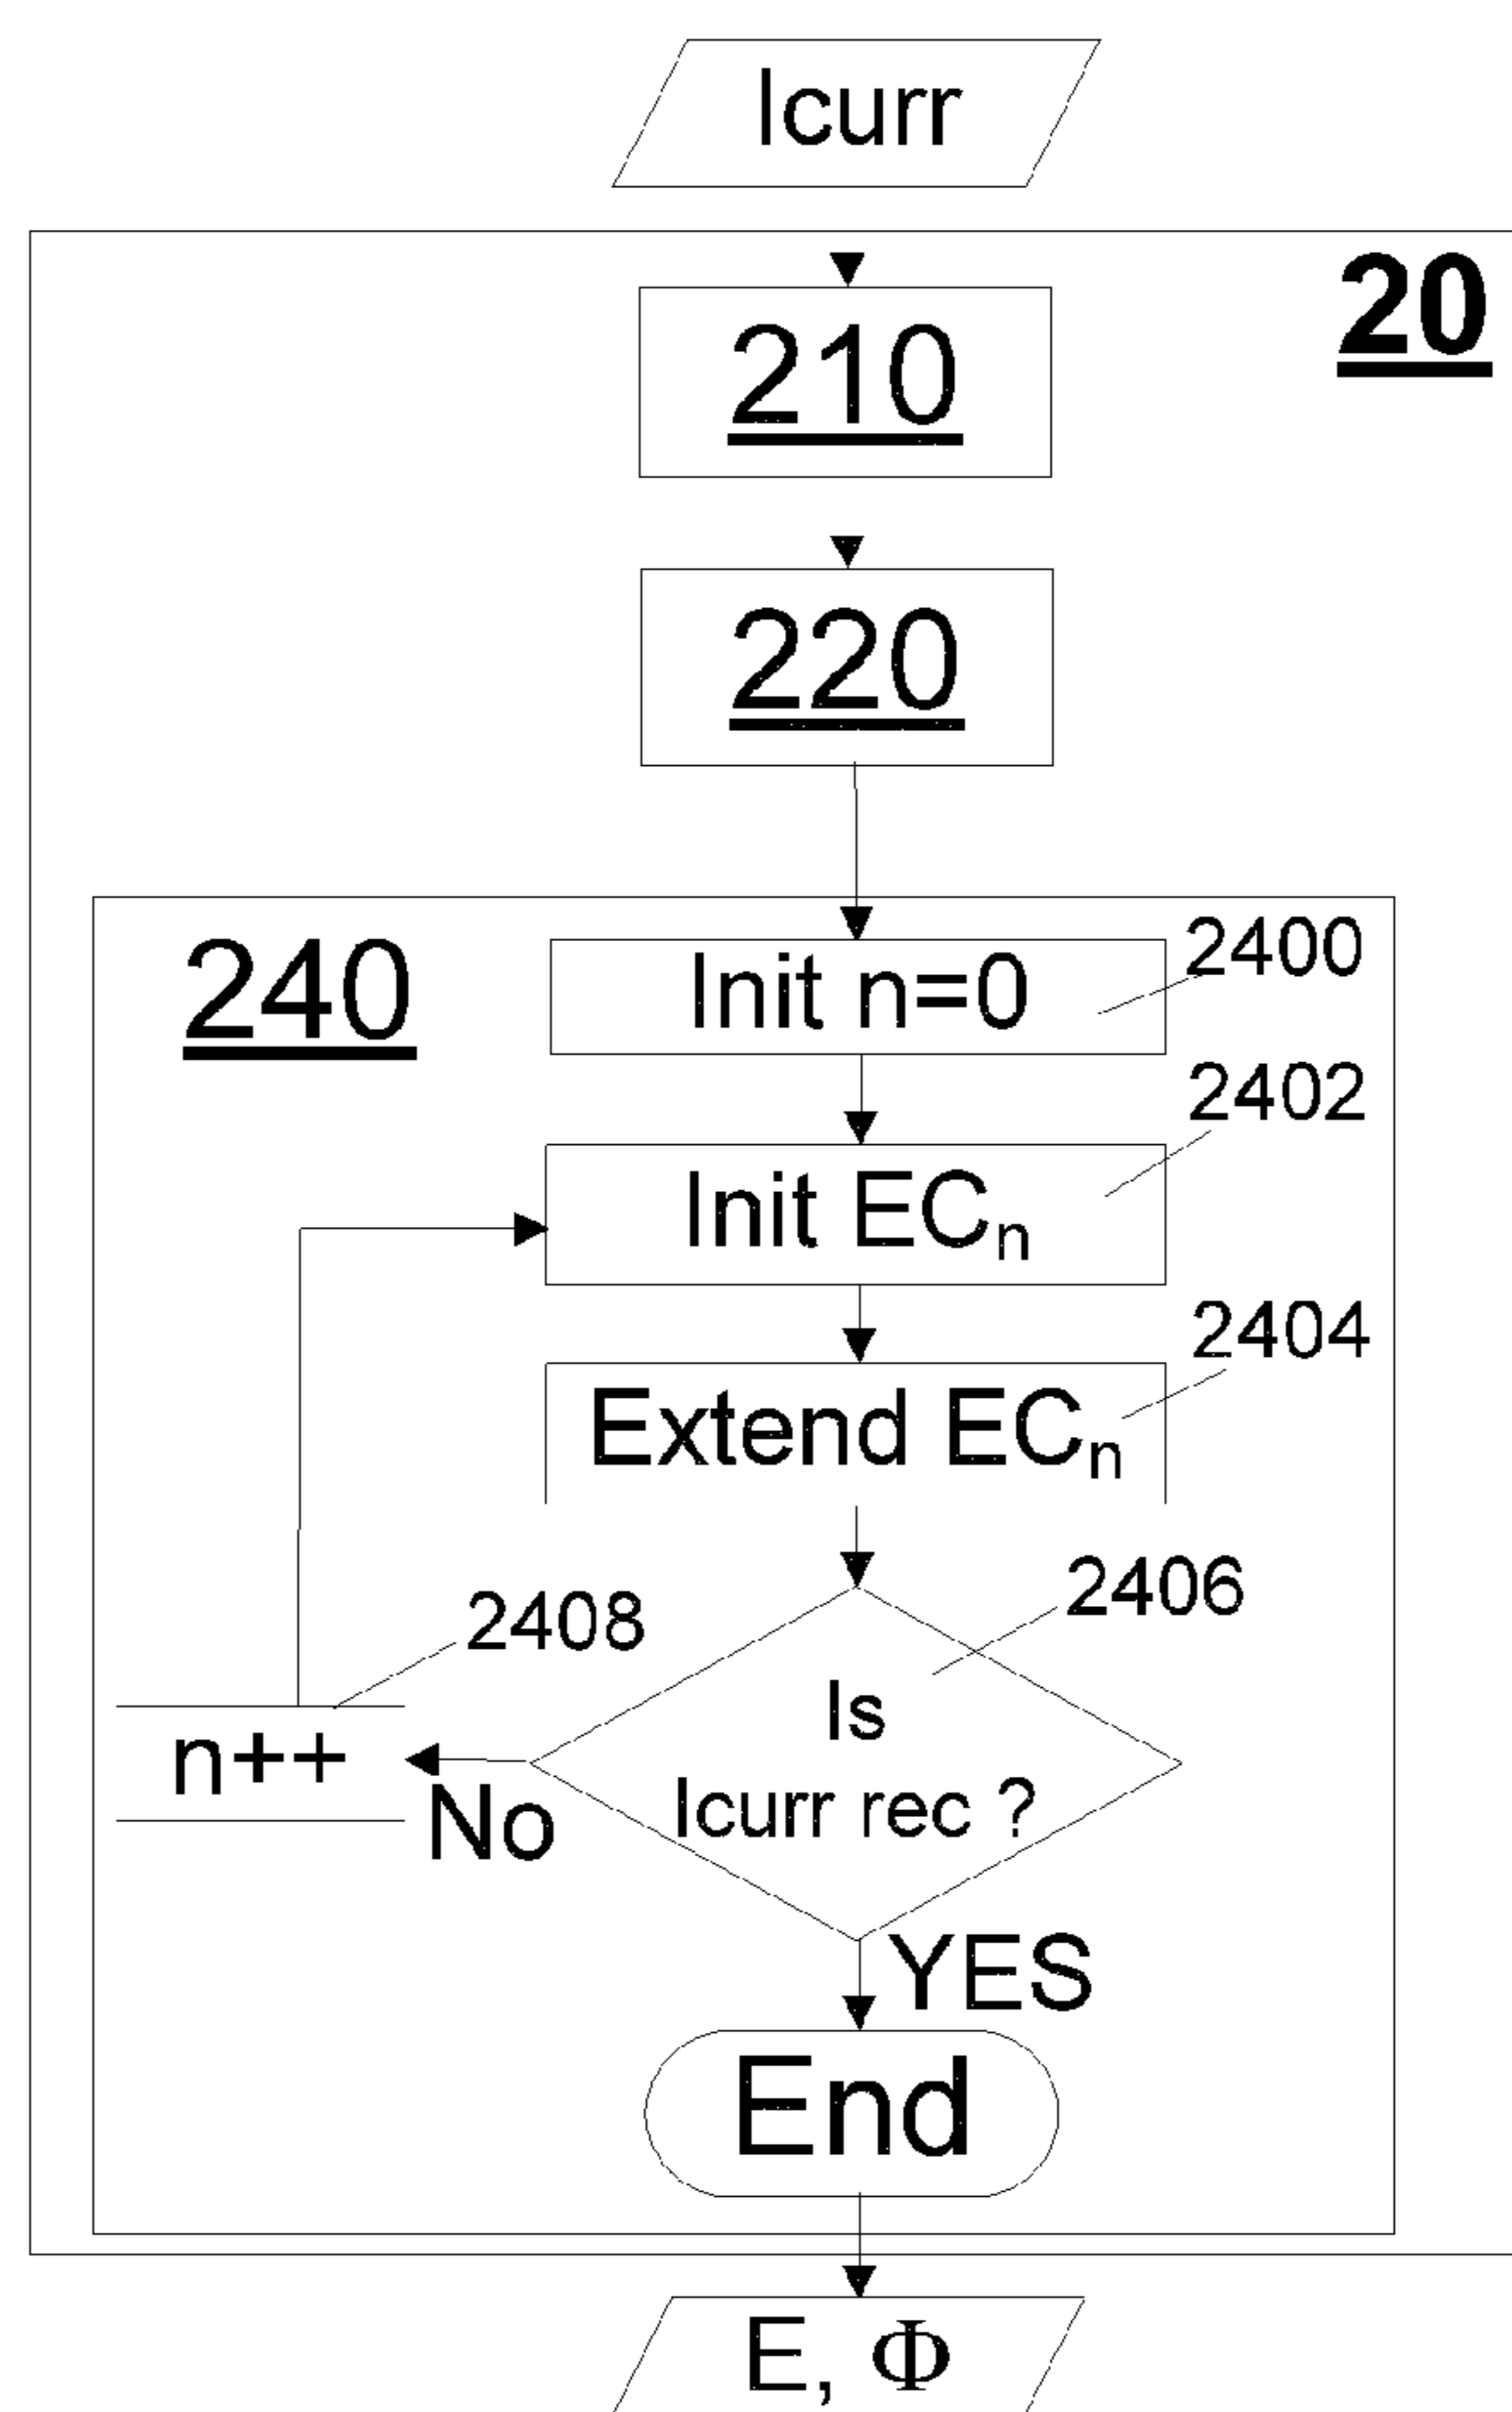 Icurr
20
210
220
240
Init n=0
2400
2402
Init ECn
2404
Extend ECn
2406
2408
Is
Icurr rec ?
n++
No
YES
End
E, Φ